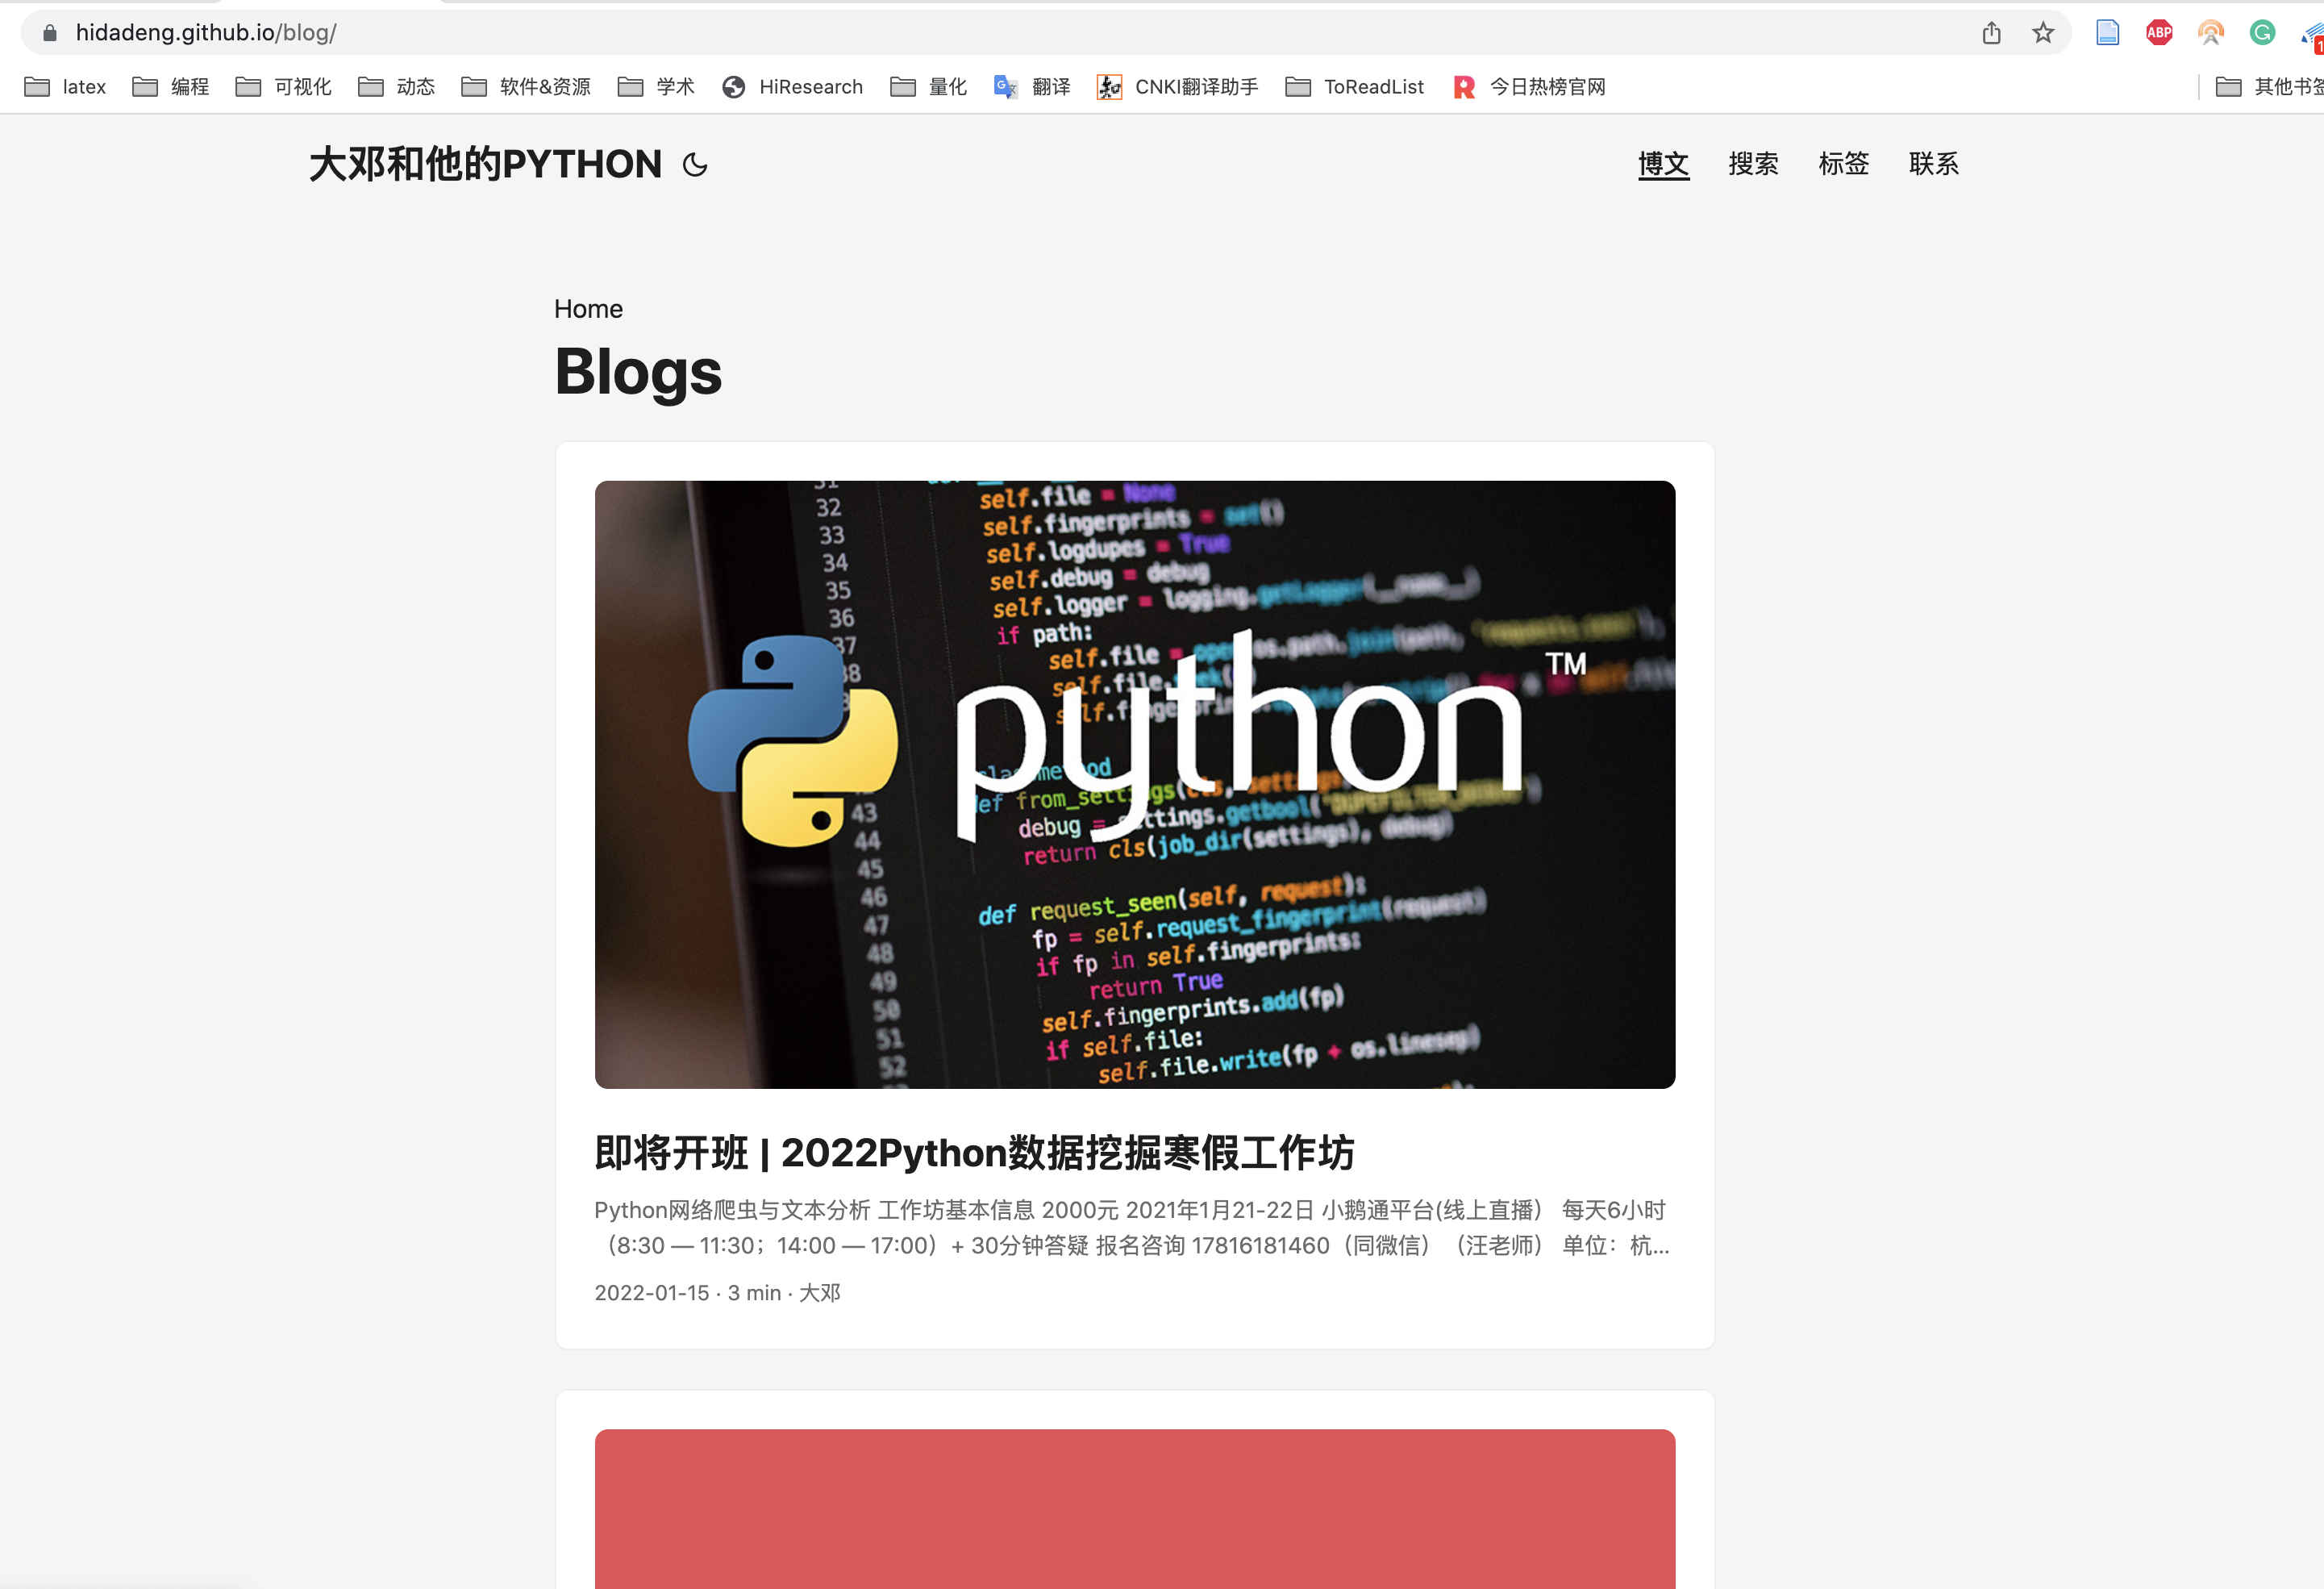 hidadeng.github.io/blog/
ABP
G
1
latex 编程 可视化 动态 软件&资源 学术 HiResearch 量化 翻译 CNKI翻译助手 ToReadList 今日热榜官网 其他书签
大邓和他的PYTHON
博文 搜索 标签 联系
Home
Blogs
31
32 self.file = None
33 self.fingerprints = set()
34 self.logdupes = True
35 self.debug = debug
36 self.logger = logging.getLogger(__name__)
37 if path:
self.file = open(os.path.join(path,
python TM
43 def from_settings(cls, settings
44 debug = settings.getbool(
45 return cls(job_dir(settings), debug)
46
47 def request_seen(self, request):
48 fp = self.request_fingerprint(request)
49 if fp in self.fingerprints:
50 return True
51 self.fingerprints.add(fp)
52 if self.file:
self.file.write(fp + os.linesep)
即将开班 | 2022Python数据挖掘寒假工作坊
Python网络爬虫与文本分析 工作坊基本信息 2000元 2021年1月21-22日 小鹅通平台(线上直播） 每天6小时
（8:30 — 11:30；14:00 — 17:00）+ 30分钟答疑 报名咨询 17816181460（同微信）（汪老师） 单位：杭...
2022-01-15 · 3 min · 大邓